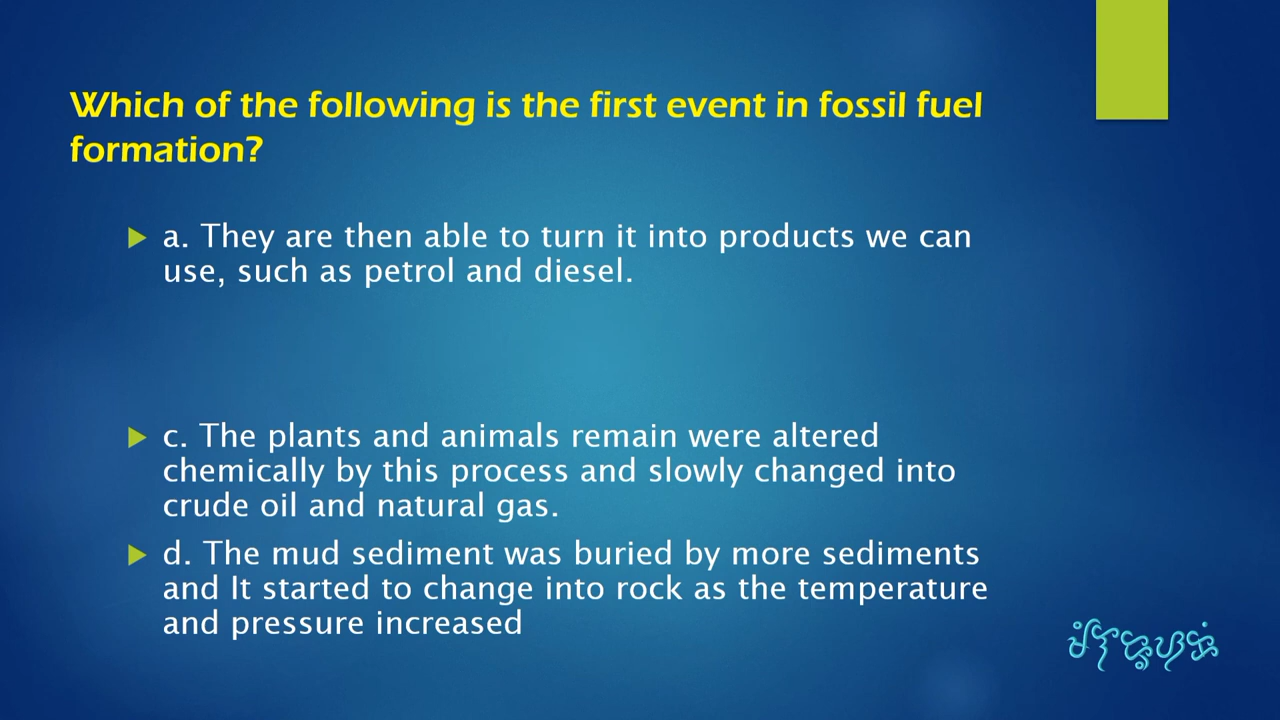 Which of the following is the first event in fossil fuel
formation?
a. They are then able to turn it into products we can
use, such as petrol and diesel.
c. The plants and animals remain were altered
chemically by this process and slowly changed into
crude oil and natural gas.
d. The mud sediment was buried by more sediments
and It started to change into rock as the temperature
and pressure increased